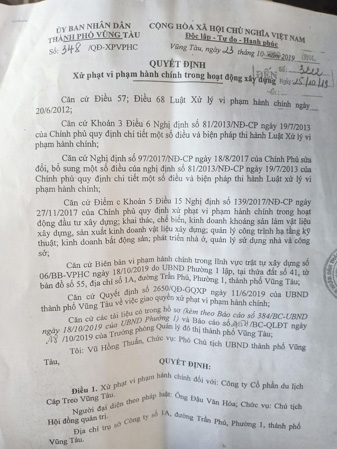 ỦY BAN NHÂN DÂN
THÀNH PHỐ VŨNG TÀU
Số: 348 /QĐ-XPVPHC
CỘNG HÒA XÃ HỘI CHỦ NGHĨA VIỆT NAM
Độc lập - Tự do - Hạnh phúc
Vũng Tàu, ngày 23 tháng 10 năm 2019
QUYẾT ĐỊNH
Xử phạt vi phạm hành chính trong hoạt động xây dựng
Số: 3222
ĐẾN Ngày 25/10/19
Căn cứ Điều 57; Điều 68 Luật Xử lý vi phạm hành chính ngày
20/6/2012;
Căn cứ Khoản 3 Điều 6 Nghị định số 81/2013/NĐ-CP ngày 19/7/2013
của Chính phủ quy định chi tiết một số điều và biện pháp thi hành Luật Xử lý vi
phạm hành chính;
Căn cứ Nghị định số 97/2017/NĐ-CP ngày 18/8/2017 của Chính Phủ sửa
đổi, bổ sung một số điều của nghị định số 81/2013/NĐ-CP ngày 19/7/2013 của
Chính phủ quy định chi tiết một số điều và biện pháp thi hành Luật xử lý vi
phạm hành chính;
Căn cứ Điểm c Khoản 5 Điều 15 Nghị định số 139/2017/NĐ-CP ngày
27/11/2017 của Chính phủ quy định xử phạt vi phạm hành chính trong hoạt
động đầu tư xây dựng; khai thác, chế biến, kinh doanh khoáng sản làm vật liệu
xây dựng, sản xuất kinh doanh vật liệu xây dựng; quản lý công trình hạ tầng kỹ
thuật; kinh doanh bất động sản; phát triển nhà ở, quản lý sử dụng nhà và công
sở;
Căn cứ Biên bản vi phạm hành chính trong lĩnh vực trật tự xây dựng số
06/BB-VPHC ngày 18/10/2019 do UBND Phường 1 lập, tại thửa đất số 41, tờ
bản đồ số 55, địa chỉ số 1A, đường Trần Phú, Phường 1, thành phố Vũng Tàu;
Căn cứ Quyết định số 2650/QĐ-GQXP ngày 11/6/2019 của UBND
thành phố Vũng Tàu về việc giao quyền xử phạt vi phạm hành chính;
Căn cứ các tài liệu có trong hồ sơ (kèm theo Báo cáo số 384/BC-UBND
ngày 18/10/2019 của UBND Phường 1) và Báo cáo số /BC-QLĐT ngày
/10/2019 của Trưởng phòng Quản lý đô thị thành phố Vũng Tàu;
Tôi: Vũ Hồng Thuấn, Chức vụ: Phó Chủ tịch UBND thành phố Vũng
Tàu,
QUYẾT ĐỊNH:
Điều 1. Xử phạt vi phạm hành chính đối với: Công ty Cổ phần du lịch
Cáp Treo Vũng Tàu.
Người đại diện theo pháp luật: Ông Đậu Văn Hóa; Chức vụ: Chủ tịch
Hội đồng quản trị.
Địa chỉ trụ sở Công ty số 1A, đường Trần Phú, Phường 1, thành phố
Vũng Tàu.